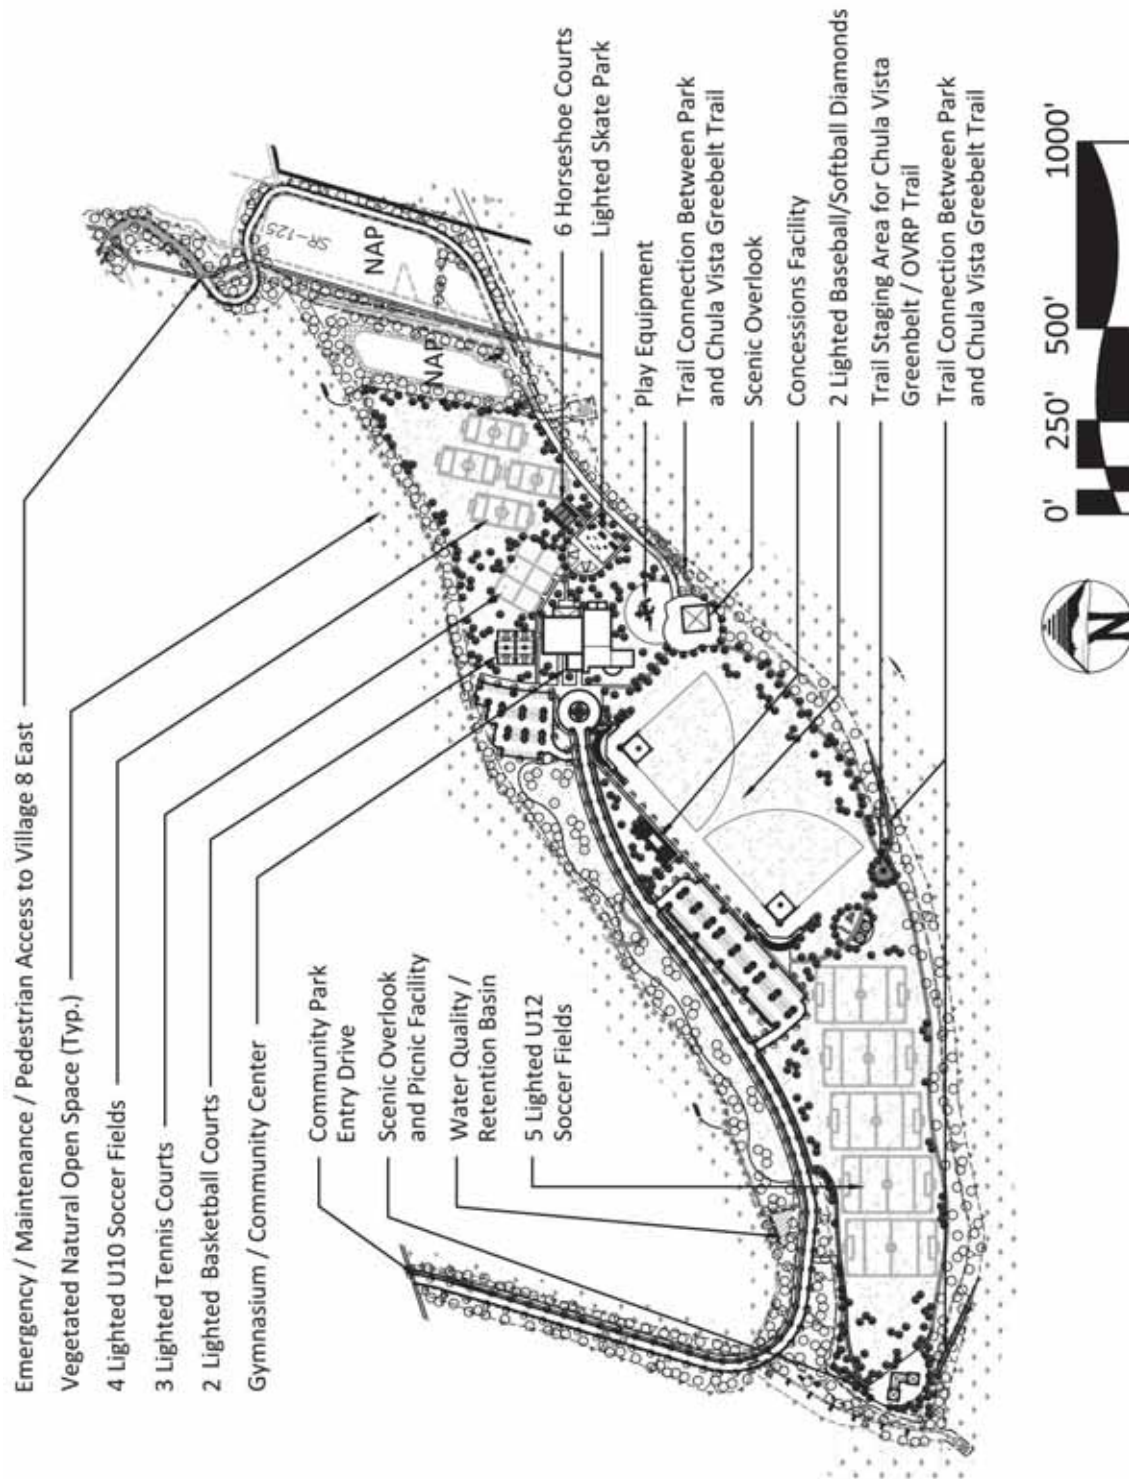 Emergency / Maintenance / Pedestrian Access to Village 8 East
Vegetated Natural Open Space (Typ.)
4 Lighted U10 Soccer Fields
3 Lighted Tennis Courts
2 Lighted Basketball Courts
Gymnasium / Community Center
Community Park
Entry Drive
Scenic Overlook
and Picnic Facility
Water Quality /
Retention Basin
5 Lighted U12
Soccer Fields
SR-125
NAP
NAP
6 Horseshoe Courts
Lighted Skate Park
Play Equipment
Trail Connection Between Park
and Chula Vista Greebelt Trail
Scenic Overlook
Concessions Facility
2 Lighted Baseball/Softball Diamonds
Trail Staging Area for Chula Vista
Greenbelt / OVRP Trail
Trail Connection Between Park
and Chula Vista Greebelt Trail
N
0' 250' 500' 1000'